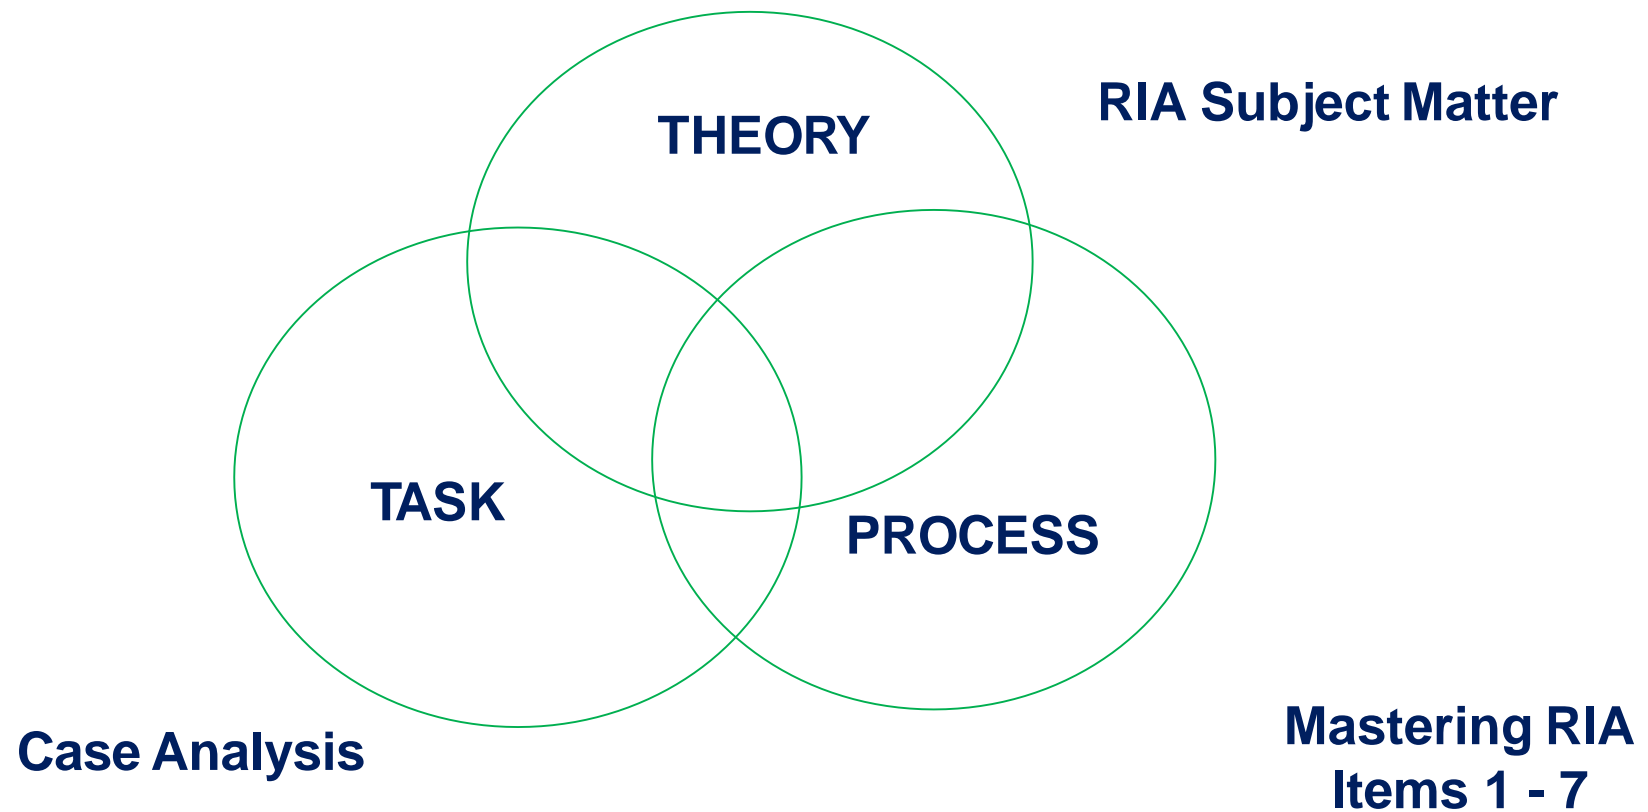 RIA Subject Matter
THEORY
TASK
PROCESS
Case Analysis
Mastering RIA
Items 1 - 7